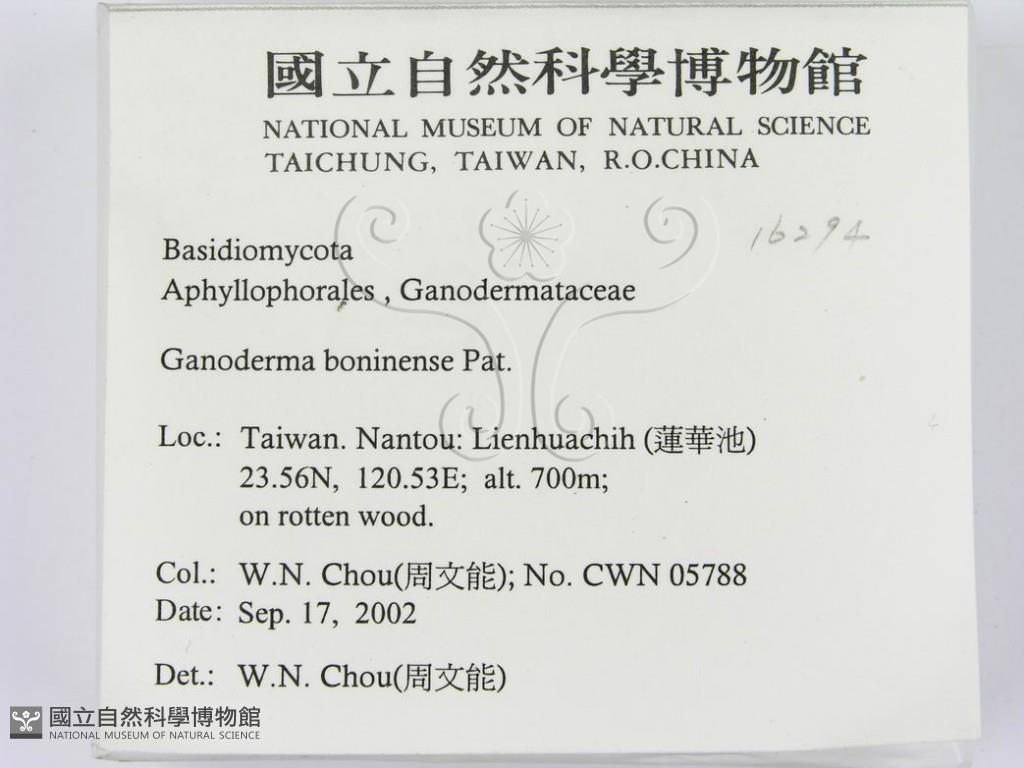 國立自然科學博物館
NATIONAL MUSEUM OF NATURAL SCIENCE
TAICHUNG, TAIWAN, R.O.CHINA
16294
Basidiomycota
Aphyllophorales , Ganodermataceae
Ganoderma boninense Pat.
Loc.: Taiwan. Nantou: Lienhuachih (蓮華池)
23.56N, 120.53E; alt. 700m;
on rotten wood.
Col.: W.N. Chou(周文能); No. CWN 05788
Date: Sep. 17, 2002
Det.: W.N. Chou(周文能)
國立自然科學博物館
NATIONAL MUSEUM OF NATURAL SCIENCE